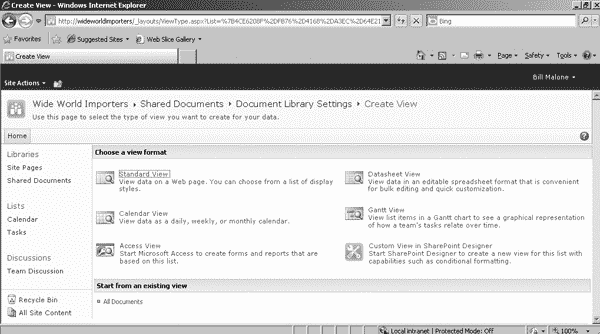 Create View - Windows Internet Explorer
http://wideworldimporters/_layouts/ViewType.aspx?List=%7B4CE6208F%2DFB76%2D4168%2DA3EC%2D64E21
Bing
Favorites
Suggested Sites
Web Slice Gallery
Create View
Page
Safety
Tools
Site Actions
Bill Malone
Wide World Importers
Shared Documents
Document Library Settings
Create View
Use this page to select the type of view you want to create for your data.
Home
Libraries
Site Pages
Shared Documents
Lists
Calendar
Tasks
Discussions
Team Discussion
Recycle Bin
All Site Content
Choose a view format
Standard View
View data on a Web page. You can choose from a list of display
styles.
Datasheet View
View data in an editable spreadsheet format that is convenient
for bulk editing and quick customization.
Calendar View
View data as a daily, weekly, or monthly calendar.
Gantt View
View list items in a Gantt chart to see a graphical representation
of how a team's tasks relate over time.
Access View
Start Microsoft Access to create forms and reports that are
based on this list.
Custom View in SharePoint Designer
Start SharePoint Designer to create a new view for this list with
capabilities such as conditional formatting.
Start from an existing view
All Documents
Local intranet | Protected Mode: Off
100%